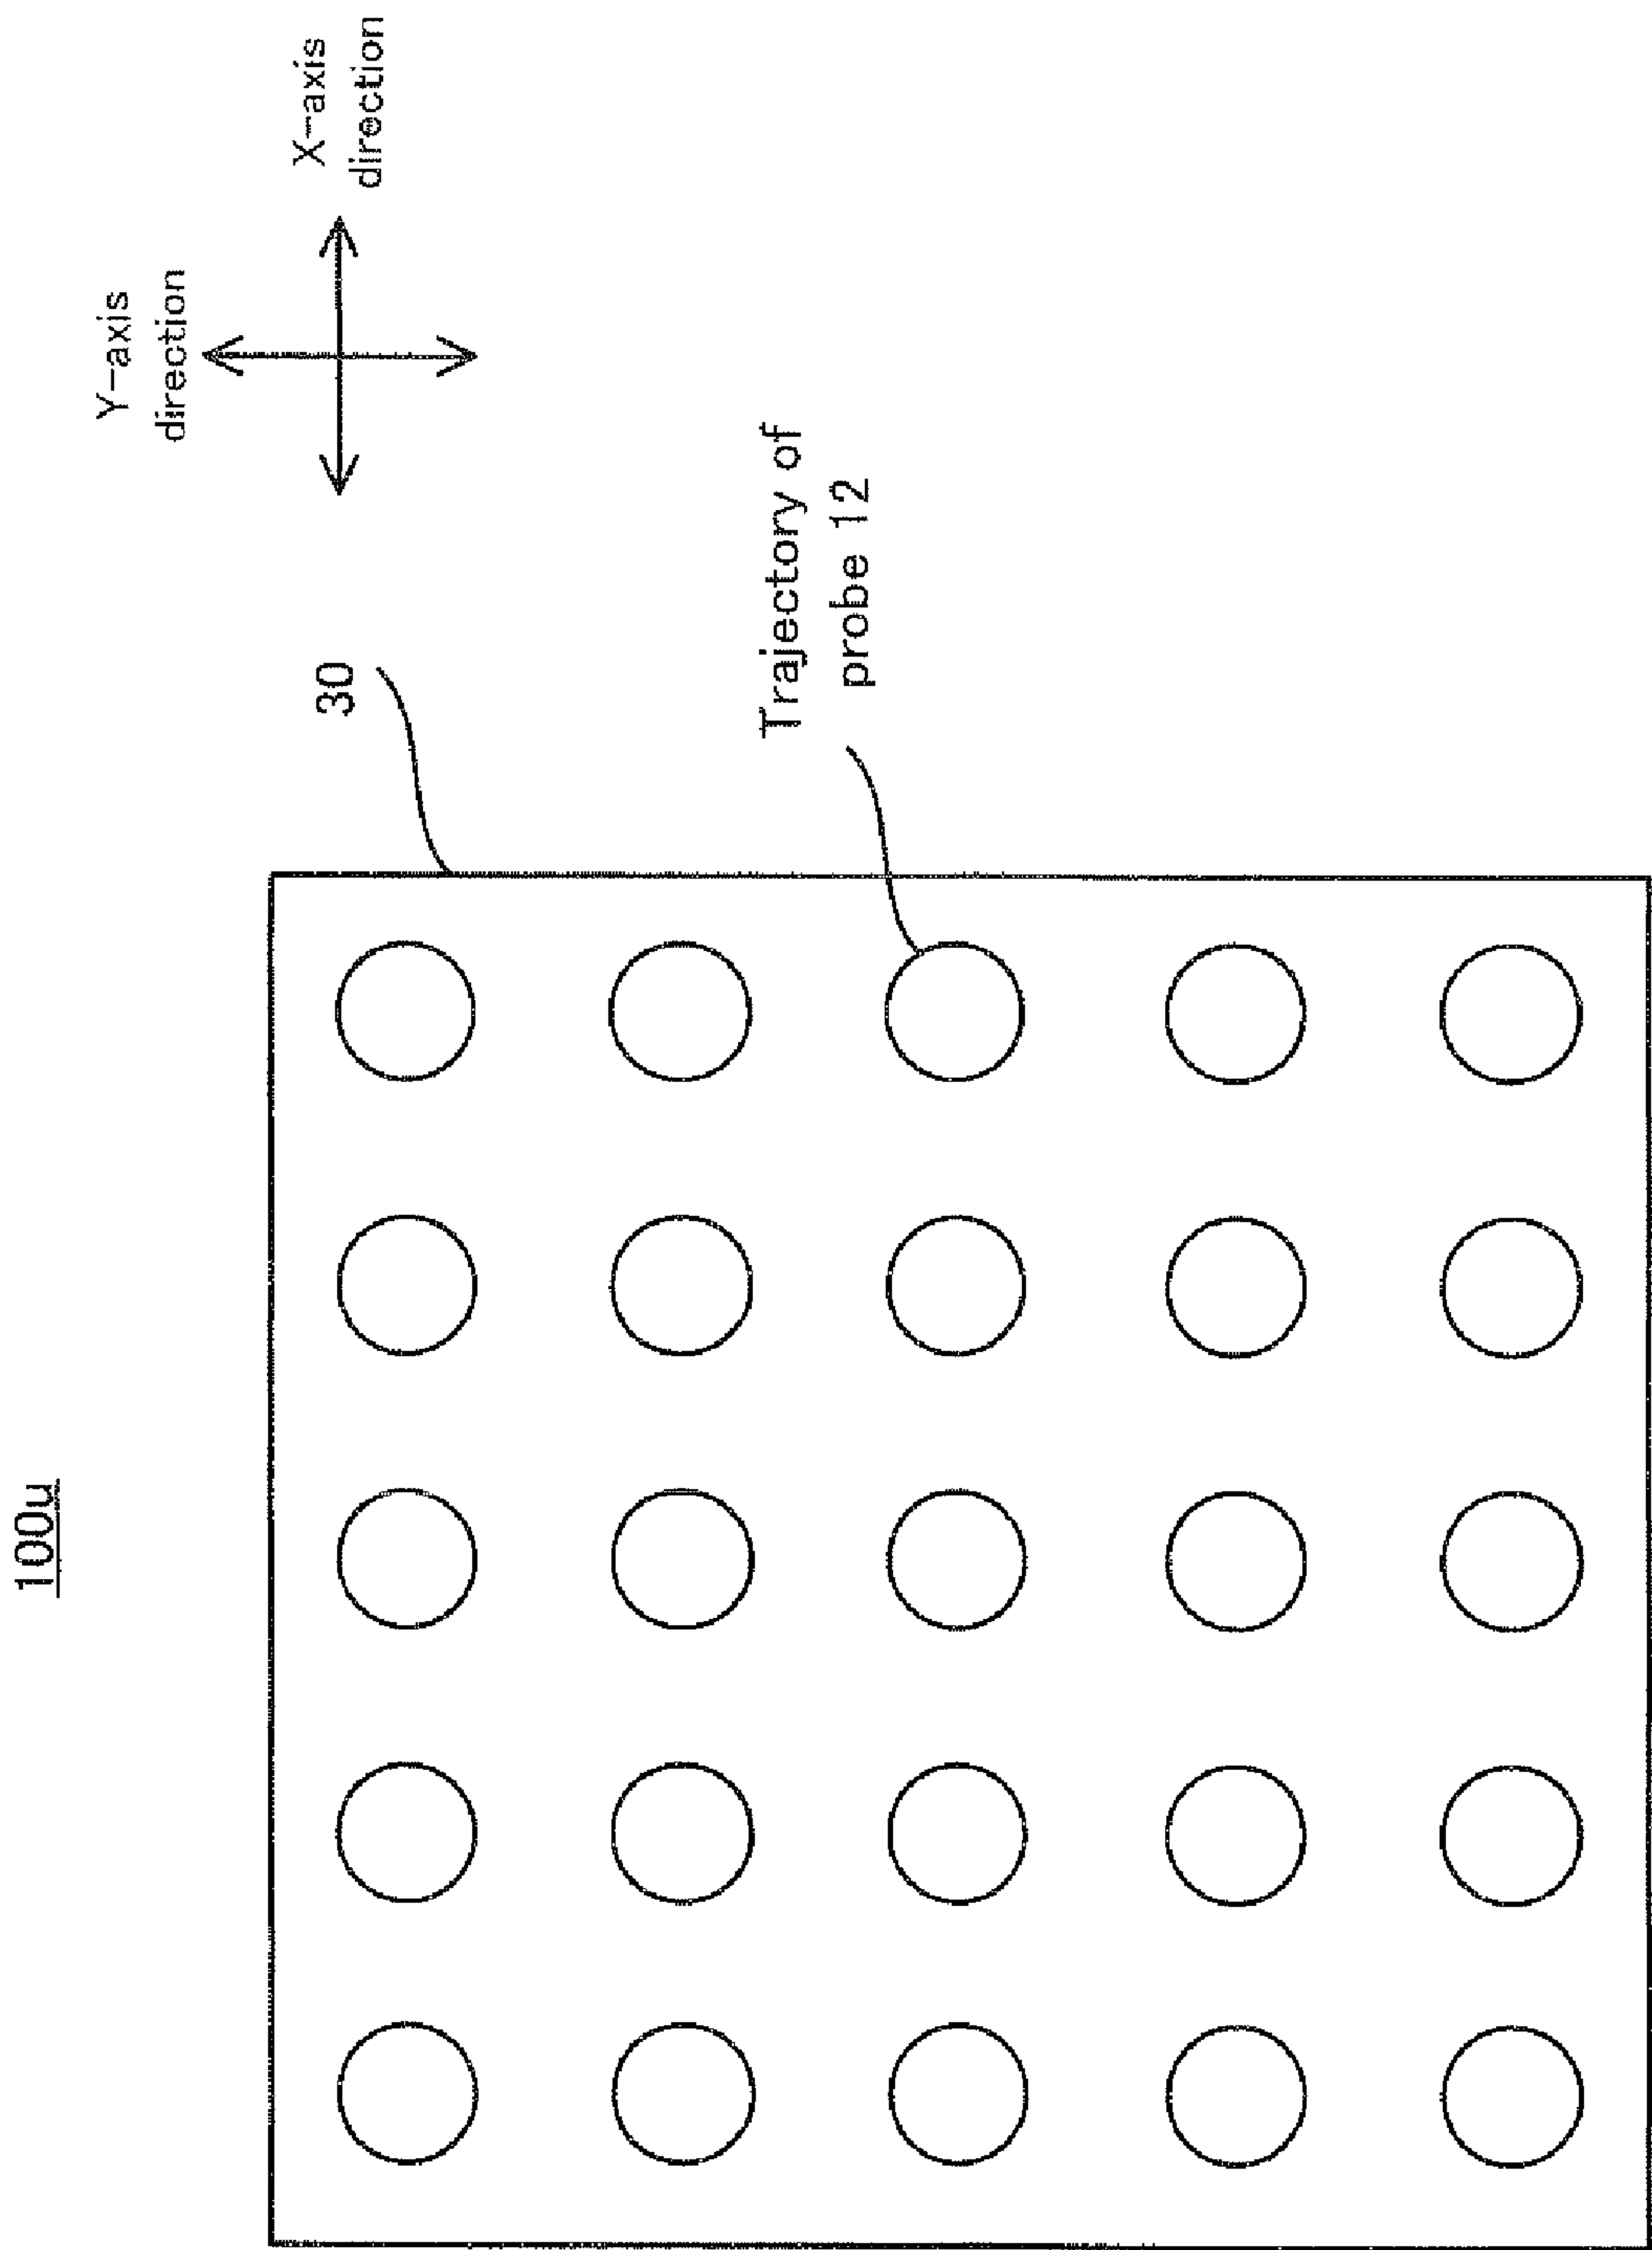 100u
Y-axis
direction
X-axis
direction
30
Trajectory of
probe 12